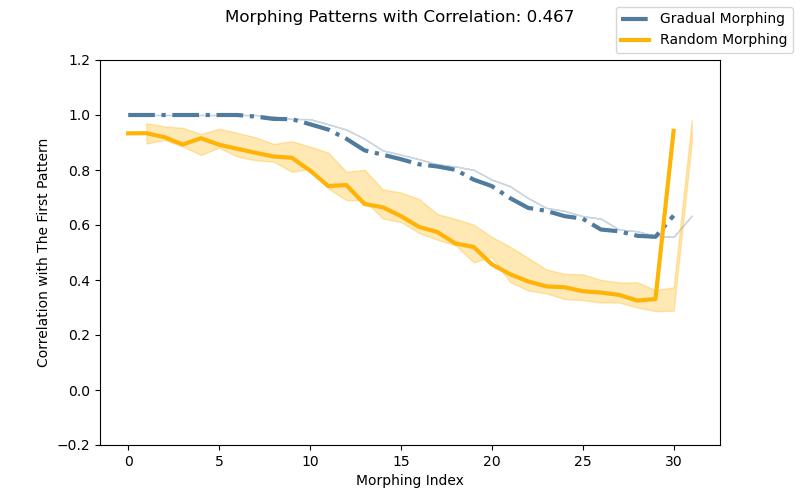 Morphing Patterns with Correlation: 0.467
Gradual Morphing
Random Morphing
1.2
1.0
0.8
0.6
0.4
0.2
0.0
−0.2
Correlation with The First Pattern
0 5 10 15 20 25 30
Morphing Index